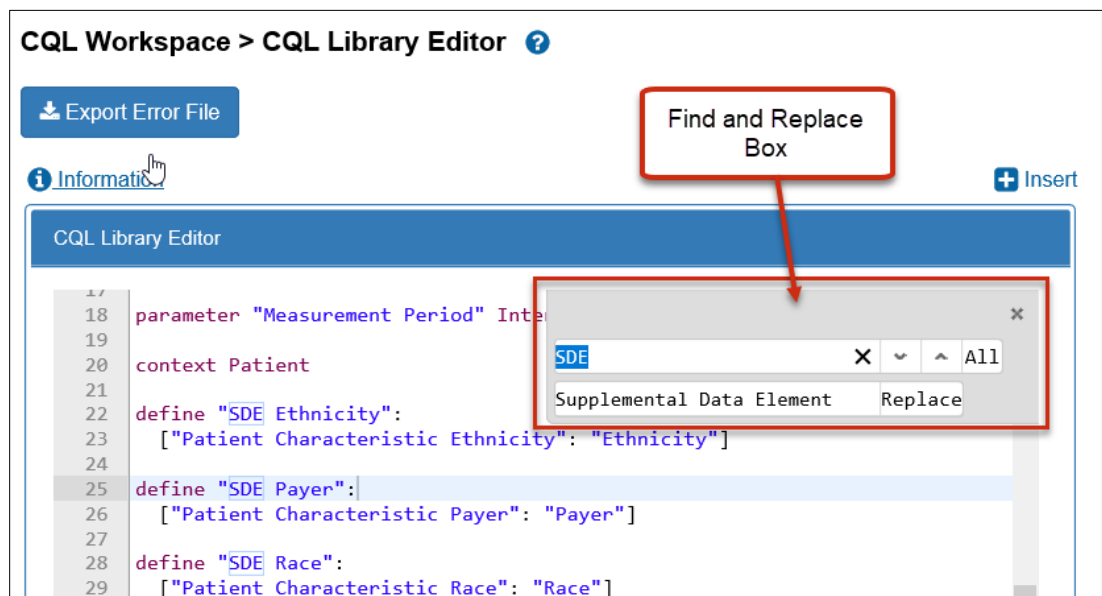 CQL Workspace > CQL Library Editor ?
Export Error File
Find and Replace
Box
Information
Insert
CQL Library Editor
17
18 parameter "Measurement Period" Inte
19
20 context Patient
21
22 define "SDE Ethnicity":
23 ["Patient Characteristic Ethnicity": "Ethnicity"]
24
25 define "SDE Payer":
26 ["Patient Characteristic Payer": "Payer"]
27
28 define "SDE Race":
29 ["Patient Characteristic Race": "Race"]
SDE All
Supplemental Data Element Replace